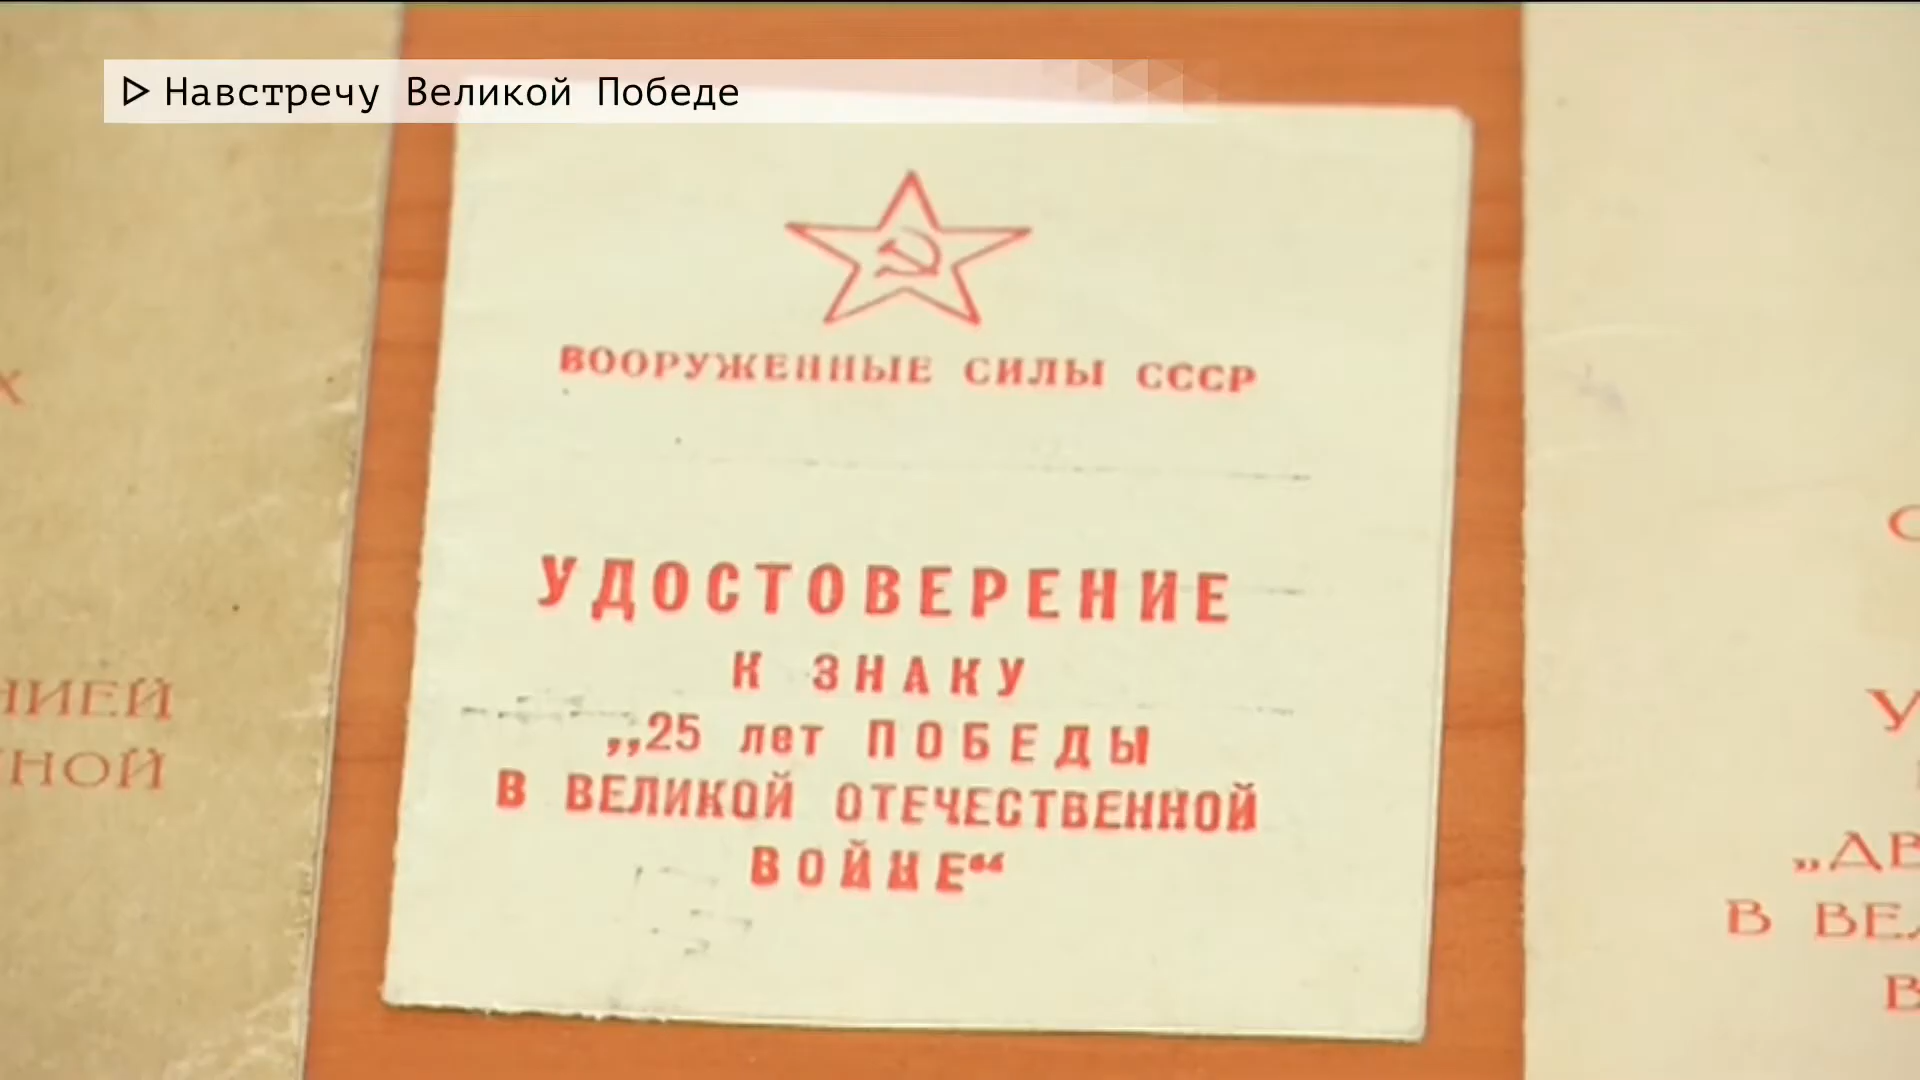 Навстречу Великой Победе
ВООРУЖЕННЫЕ СИЛЫ СССР
УДОСТОВЕРЕНИЕ
К ЗНАКУ
„25 лет ПОБЕДЫ
В ВЕЛИКОЙ ОТЕЧЕСТВЕННОЙ
ВОЙНЕ“
В